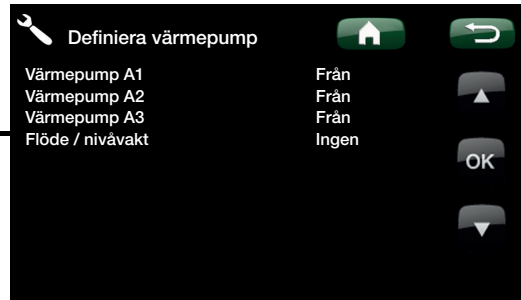 Definiera värmepump
Värmepump A1 Från
Värmepump A2 Från
Värmepump A3 Från
Flöde / nivåvakt Ingen
OK